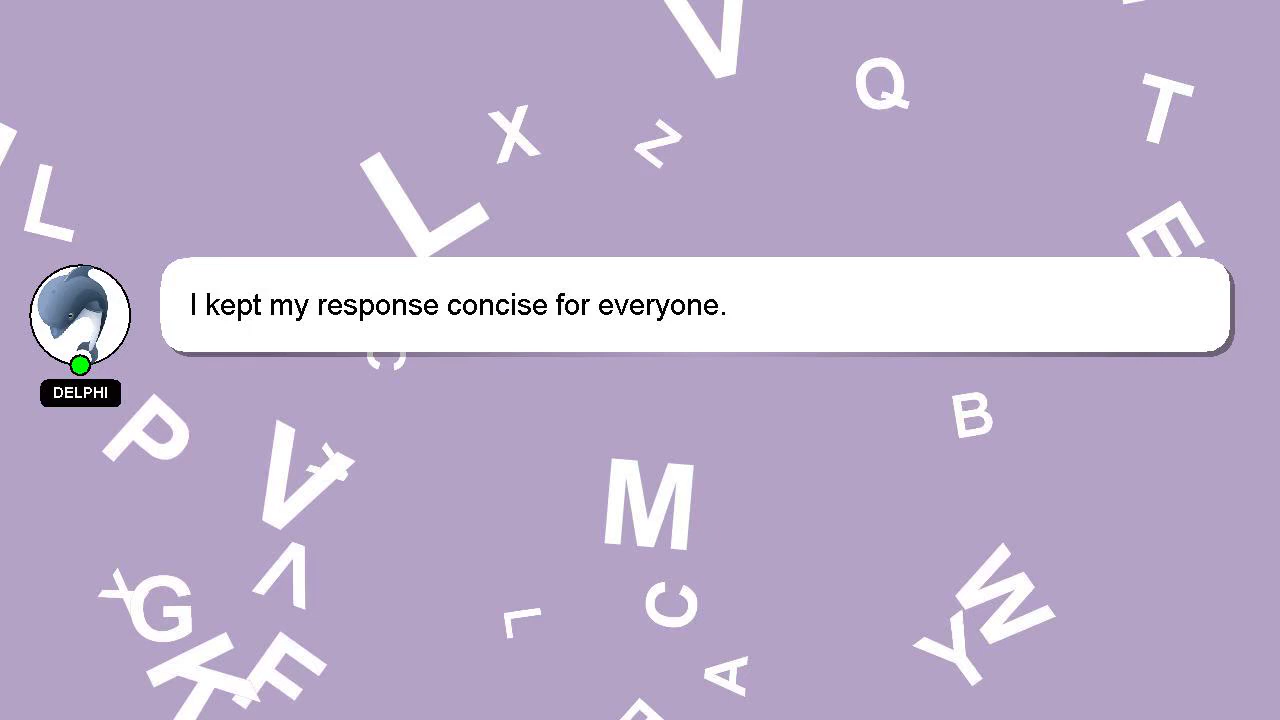 V
Q
X
T
Z
L
L
E
I kept my response concise for everyone.
C
DELPHI
B
P
V
M
V
X
G
W
C
L
Y
K
F
A